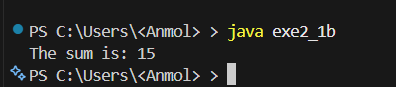 PS C:\Users\<Anmol> > java exe2_1b
The sum is: 15
PS C:\Users\<Anmol> >